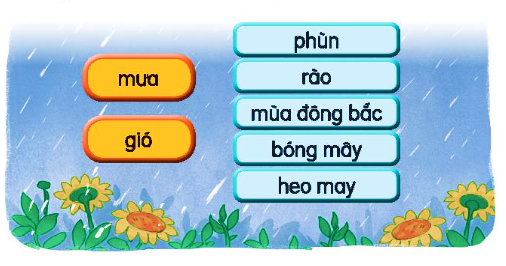 mưa
gió
phùn
rào
mùa đông bắc
bóng mây
heo may